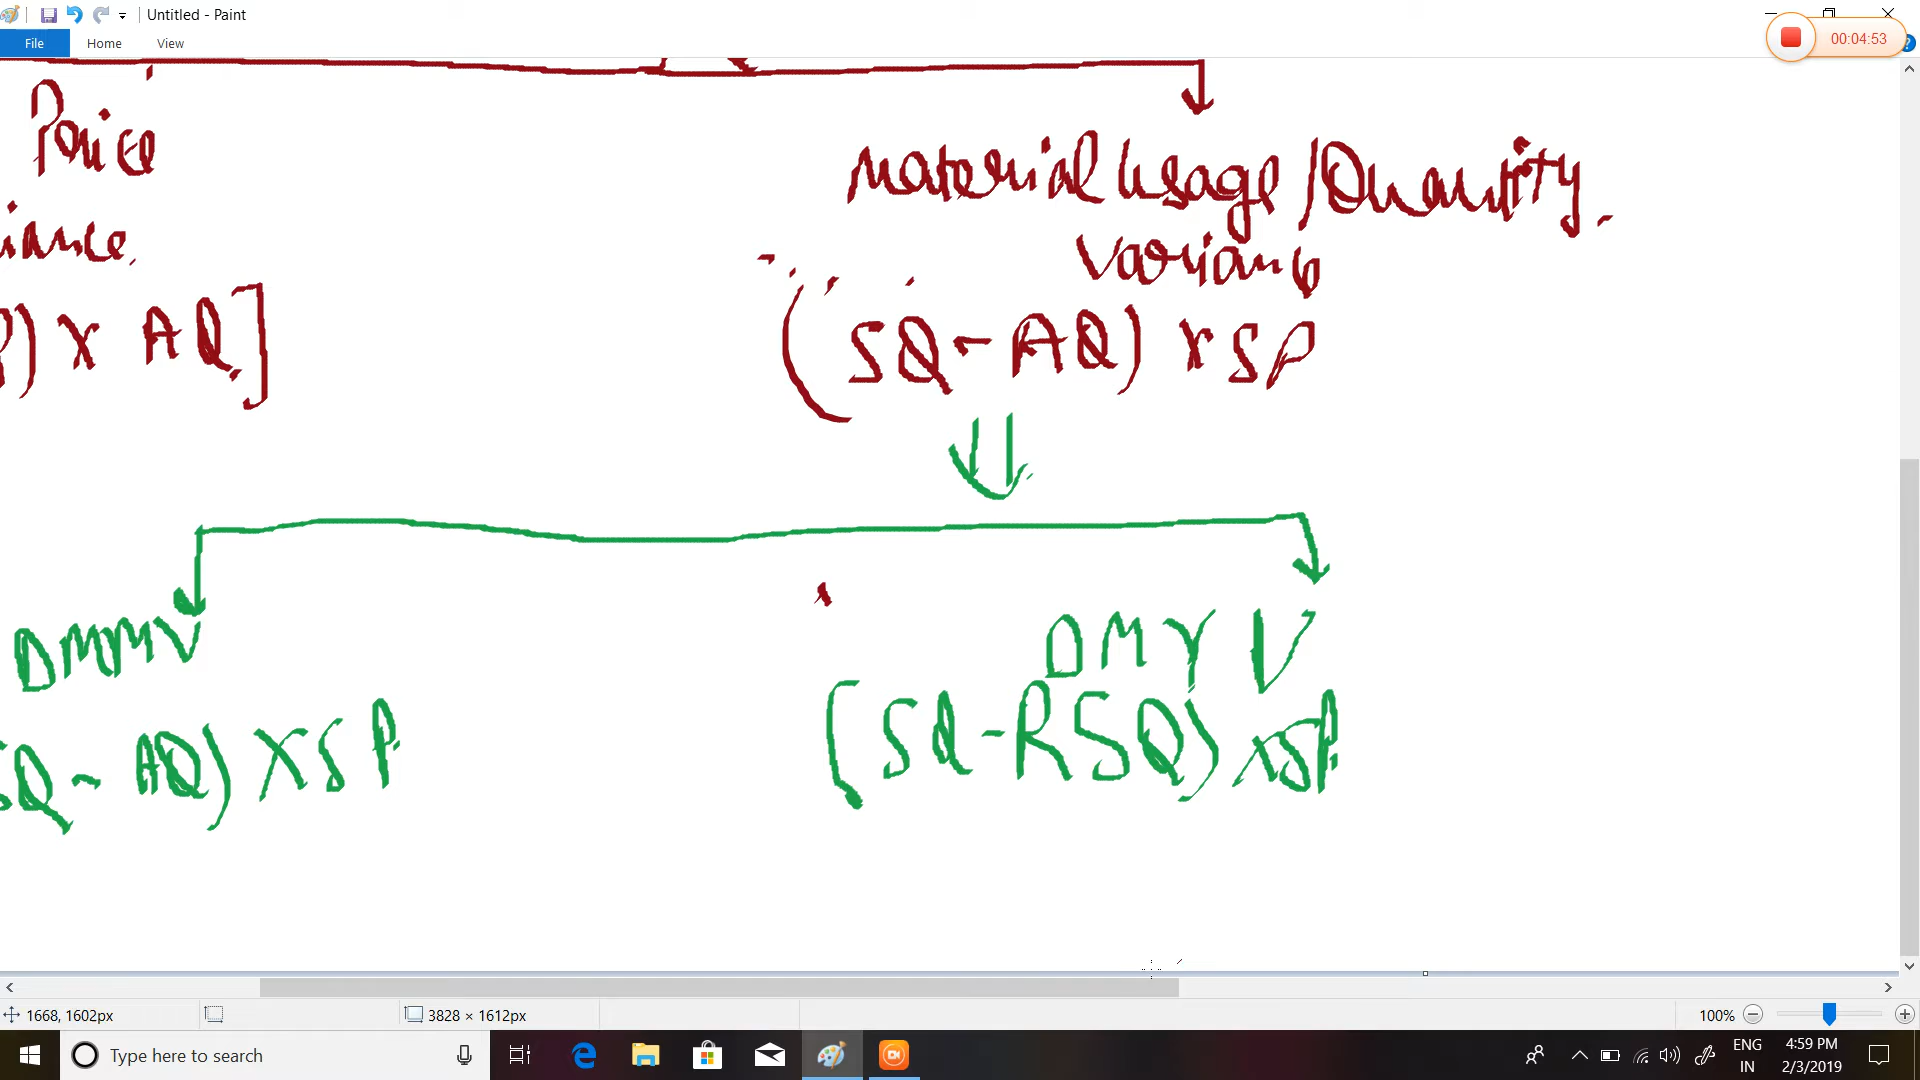 Untitled - Paint
00:04:53
File Home View
Price
iance.
) X AQ]
Material Usage/Quantity
Variance
(SQ - AQ) X SP
DMMV
SQ - AQ) X SP
DMYV
(SQ - RSQ) X SP
1668, 1602px
3828 × 1612px
100%
Type here to search
ENG
IN
4:59 PM
2/3/2019